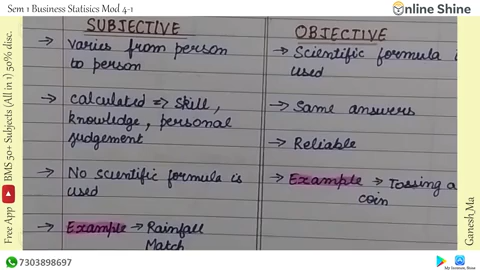 Sem 1 Business Statisics Mod 4-1
Online Shine
SUBJECTIVE
→ varies from person
to person
→ calculated => skill,
knowledge, personal
judgement
→ No scientific formula is
used
→ Example → Rainfall
Match
OBJECTIVE
→ Scientific formula i
used
→ Same answers
→ Reliable
→ Example → Tossing a
coin
Free App BMS 50+ Subjects (All in 1) 50% disc.
Ganesh_Ma
7303898697